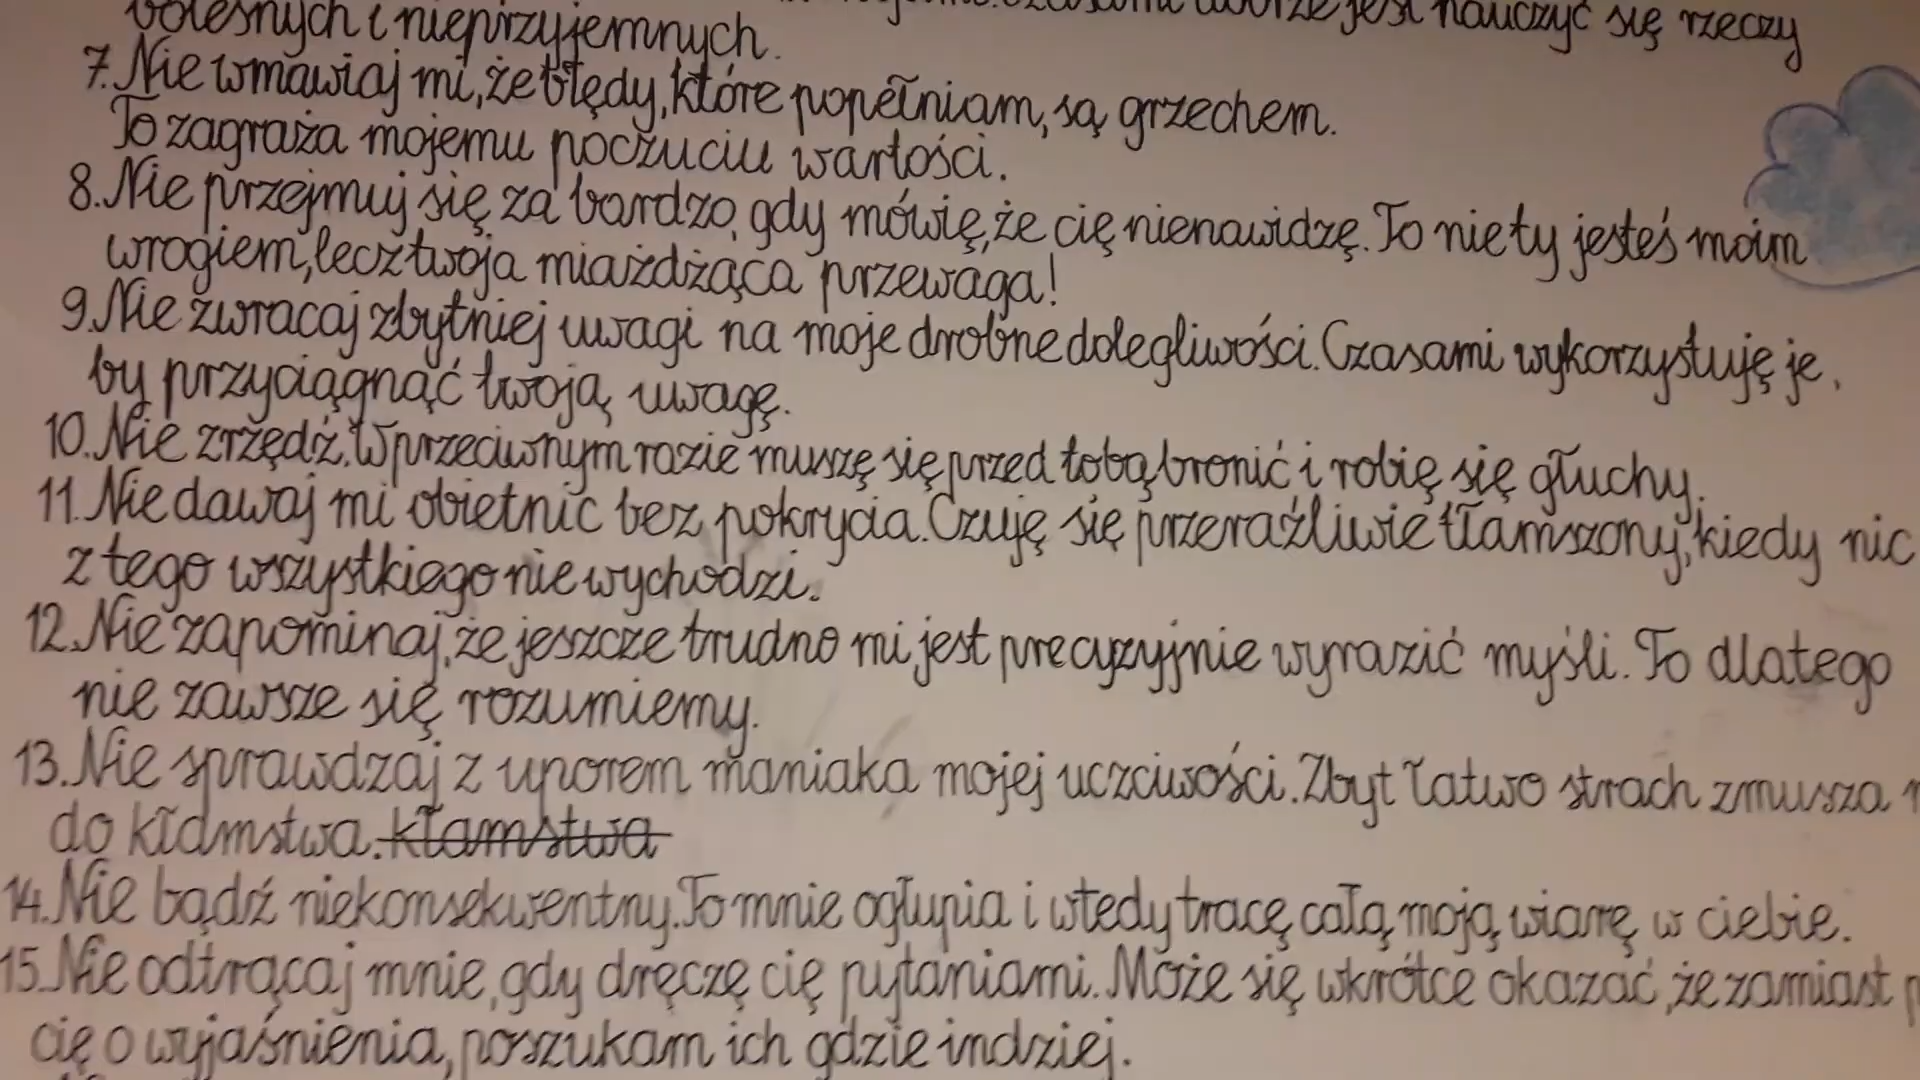 bolesnych i nieprzyjemnych. jest nauczyć się rzeczy
7. Nie wmawiaj mi, że błędy, które popełniam, są grzechem.
To zagraża mojemu poczuciu wartości.
8. Nie przejmuj się za bardzo, gdy mówię, że cię nienawidzę. To nie ty jesteś moim
wrogiem, lecz twoja miażdżąca przewaga!
9. Nie zwracaj zbytniej uwagi na moje drobne dolegliwości. Czasami wykorzystuję je,
by przyciągnąć twoją uwagę.
10. Nie zrzędź. W przeciwnym razie muszę się przed tobą bronić i robię się głuchy.
11. Nie dawaj mi obietnic bez pokrycia. Czuję się przeraźliwie tłamszony, kiedy nic
z tego wszystkiego nie wychodzi.
12. Nie zapominaj, że jeszcze trudno mi jest precyzyjnie wyrazić myśli. To dlatego
nie zawsze się rozumiemy.
13. Nie sprawdzaj z uporem maniaka mojej uczciwości. Zbyt łatwo strach zmusza
do kłamstwa. kłamstwa
14. Nie bądź niekonsekwentny. To mnie ogłupia i wtedy tracę całą moją wiarę w ciebie.
15. Nie odtrącaj mnie, gdy dręczę cię pytaniami. Może się wkrótce okazać, że zamiast
cię o wyjaśnienia, poszukam ich gdzie indziej.